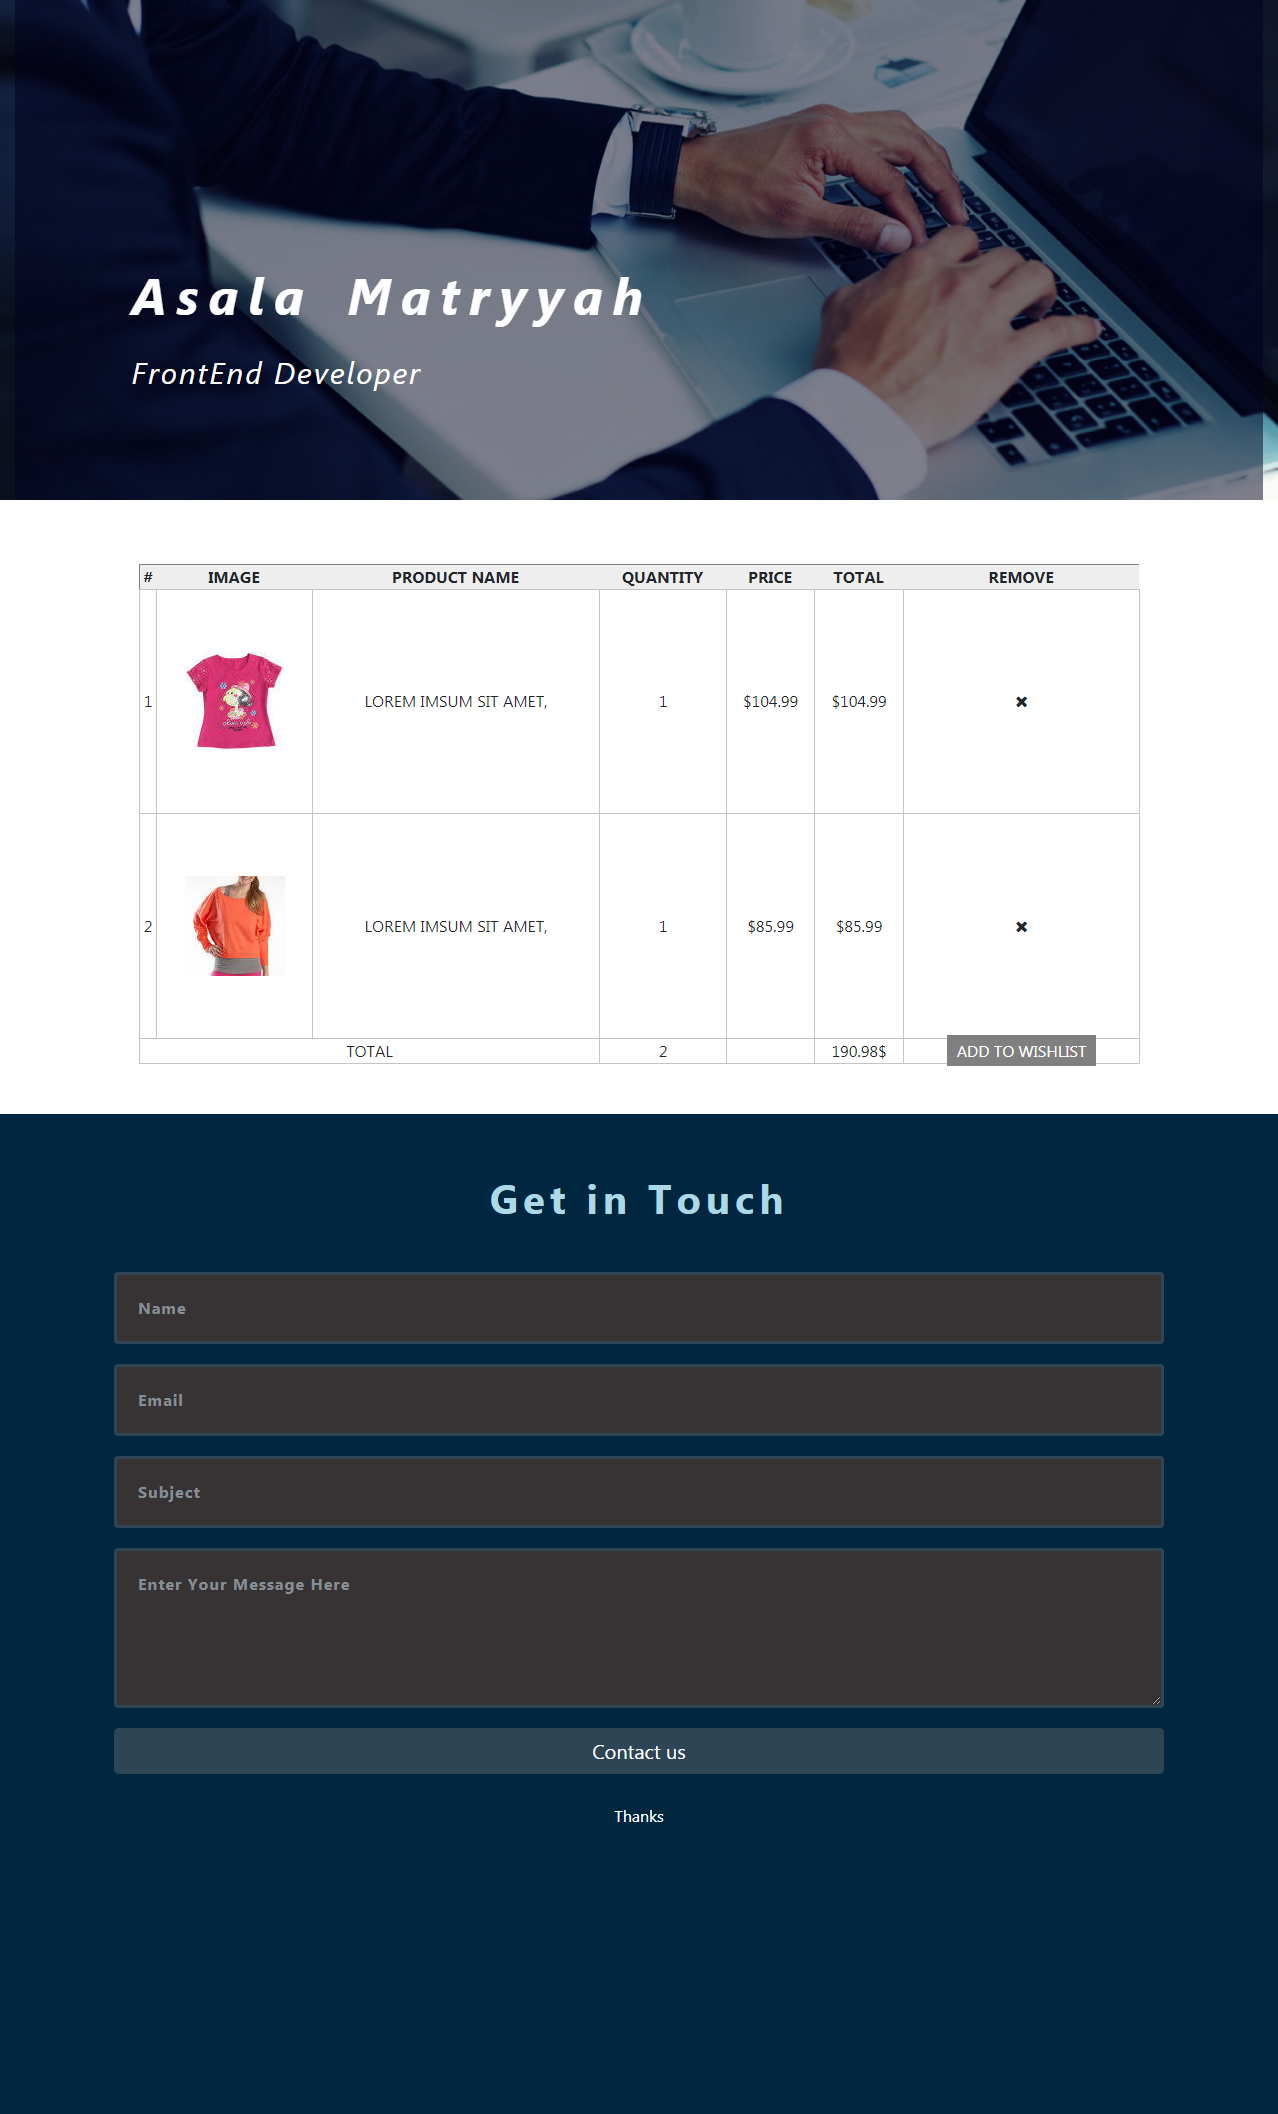 Asala Matryyah
FrontEnd Developer
# IMAGE PRODUCT NAME QUANTITY PRICE TOTAL REMOVE
1 LOREM IMSUM SIT AMET, 1 $104.99 $104.99 ✖
2 LOREM IMSUM SIT AMET, 1 $85.99 $85.99 ✖
TOTAL 2 190.98$ ADD TO WISHLIST
Get in Touch
Name
Email
Subject
Enter Your Message Here
Contact us
Thanks